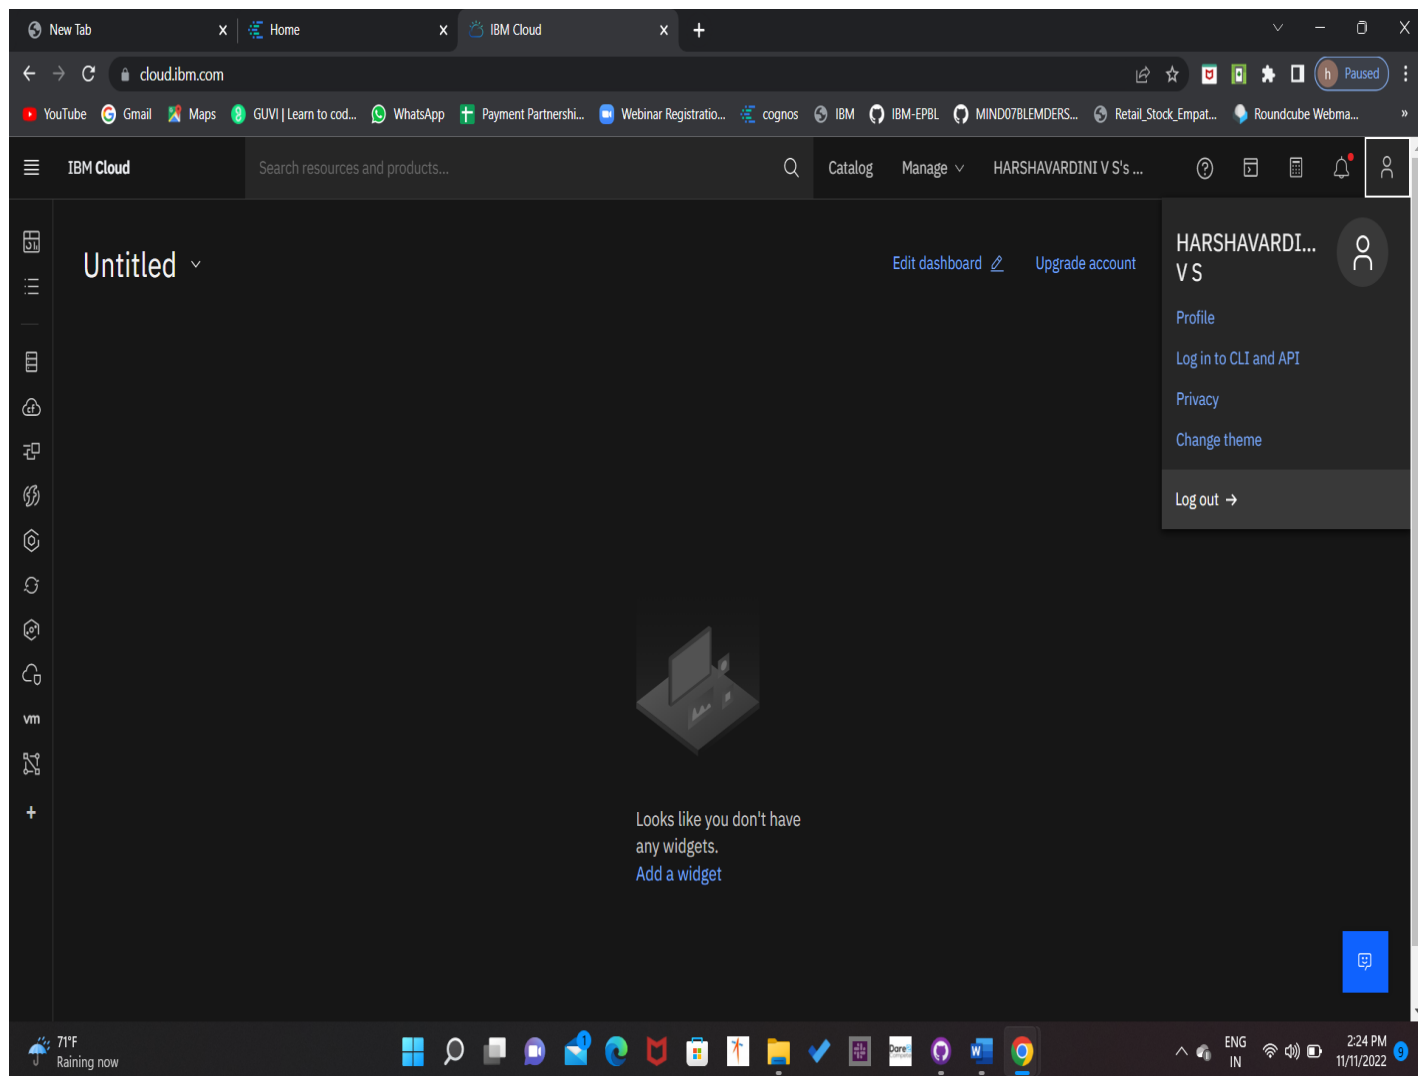 New Tab
Home
IBM Cloud
cloud.ibm.com
h Paused
YouTube
Gmail
Maps
GUVI | Learn to cod...
WhatsApp
Payment Partnershi...
Webinar Registratio...
cognos
IBM
IBM-EPBL
MIND07BLEMDERS...
Retail_Stock_Empat...
Roundcube Webma...
»
IBM Cloud
Search resources and products...
Catalog
Manage
HARSHAVARDINI V S's ...
Untitled
Edit dashboard
Upgrade account
HARSHAVARDI...
V S
Profile
Log in to CLI and API
Privacy
Change theme
Log out →
cf
vm
Looks like you don't have
any widgets.
Add a widget
71°F
Raining now
1
ENG
IN
2:24 PM
11/11/2022
9